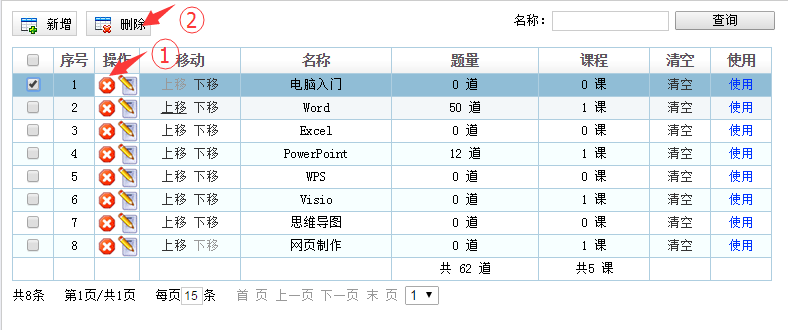 新增 删除 ② 名称: 查询
①
序号 操作 移动 名称 题量 课程 清空 使用
1 上移 下移 电脑入门 0 道 0 课 清空 使用
2 上移 下移 Word 50 道 1 课 清空 使用
3 上移 下移 Excel 0 道 0 课 清空 使用
4 上移 下移 PowerPoint 12 道 1 课 清空 使用
5 上移 下移 WPS 0 道 0 课 清空 使用
6 上移 下移 Visio 0 道 1 课 清空 使用
7 上移 下移 思维导图 0 道 0 课 清空 使用
8 上移 下移 网页制作 0 道 1 课 清空 使用
共 62 道 共5 课
共8条 第1页/共1页 每页15条 首 页 上一页 下一页 末 页 1